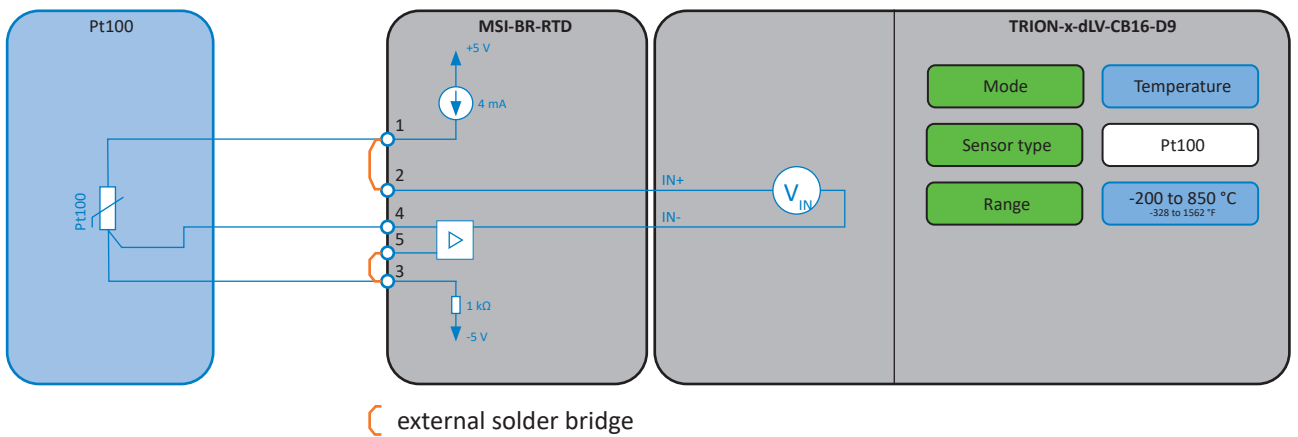 Pt100
MSI-BR-RTD
TRION-x-dLV-CB16-D9
+5 V
4 mA
Mode
Temperature
1
Sensor type
Pt100
2
IN+
V IN
Range
-200 to 850 °C
-328 to 1562 °F
Pt100
4
IN-
5
3
1 kΩ
-5 V
external solder bridge